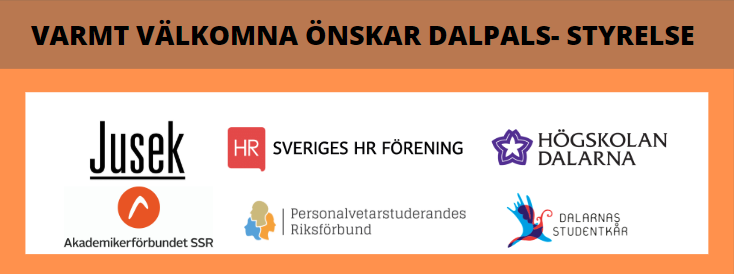 VARMT VÄLKOMNA ÖNSKAR DALPALS- STYRELSE
Jusek
HR SVERIGES HR FÖRENING
HÖGSKOLAN
DALARNA
Akademikerförbundet SSR
Personalvetarstuderandes
Riksförbund
DALARNAS
STUDENTKÅR